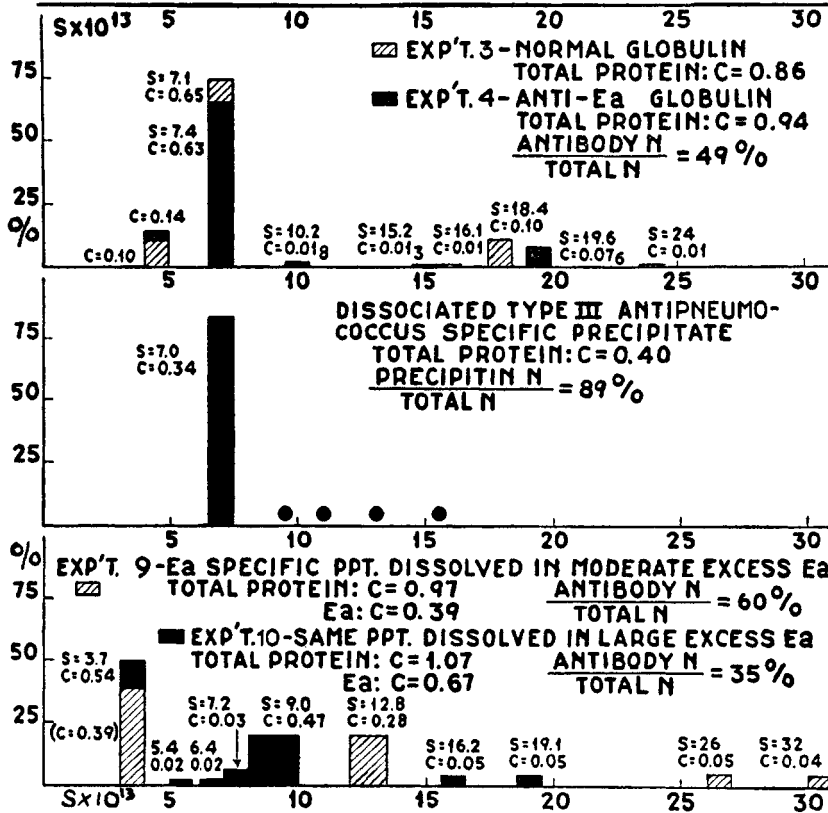 S×10¹³ 5 10 15 20 25 30
EXP'T. 3-NORMAL GLOBULIN
TOTAL PROTEIN: C=0.86
EXP'T. 4-ANTI-Ea GLOBULIN
TOTAL PROTEIN: C=0.94
ANTIBODY N
TOTAL N
= 49%
75
50
25
%
S=7.1
C=0.65
S=7.4
C=0.63
C=0.14
C=0.10
S=10.2
C=0.018
S=15.2
C=0.013
S=16.1
C=0.01
S=18.4
C=0.10
S=19.6
C=0.076
S=24
C=0.01
5 10 15 20 25 30
DISSOCIATED TYPE III ANTIPNEUMO-
COCCUS SPECIFIC PRECIPITATE
TOTAL PROTEIN: C=0.40
PRECIPITIN N
TOTAL N
= 89%
75
50
25
S=7.0
C=0.34
5 10 15 20 25 30
%
EXP'T. 9-Ea SPECIFIC PPT. DISSOLVED IN MODERATE EXCESS Ea
TOTAL PROTEIN: C=0.97
Ea: C=0.39
ANTIBODY N
TOTAL N
= 60%
EXP'T.10-SAME PPT. DISSOLVED IN LARGE EXCESS Ea
TOTAL PROTEIN: C=1.07
Ea: C=0.67
ANTIBODY N
TOTAL N
= 35%
75
50
25
S=3.7
C=0.54
(C=0.39)
5.4
0.02
6.4
0.02
S=7.2
C=0.03
S=9.0
C=0.47
S=12.8
C=0.28
S=16.2
C=0.05
S=19.1
C=0.05
S=26
C=0.05
S=32
C=0.04
S×10¹³ 5 10 15 20 25 30